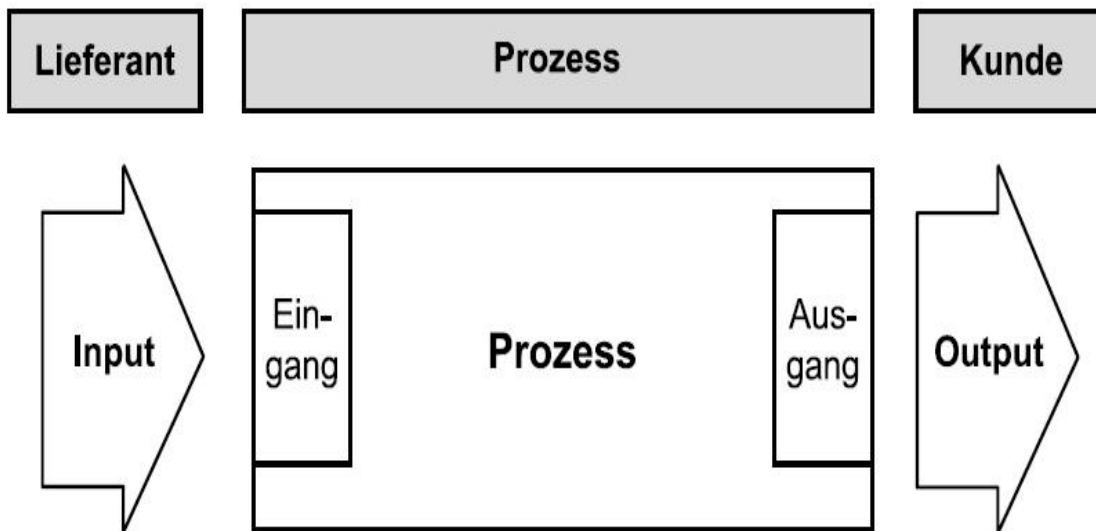 Lieferant
Prozess
Kunde
Input
Ein-
gang
Prozess
Aus-
gang
Output